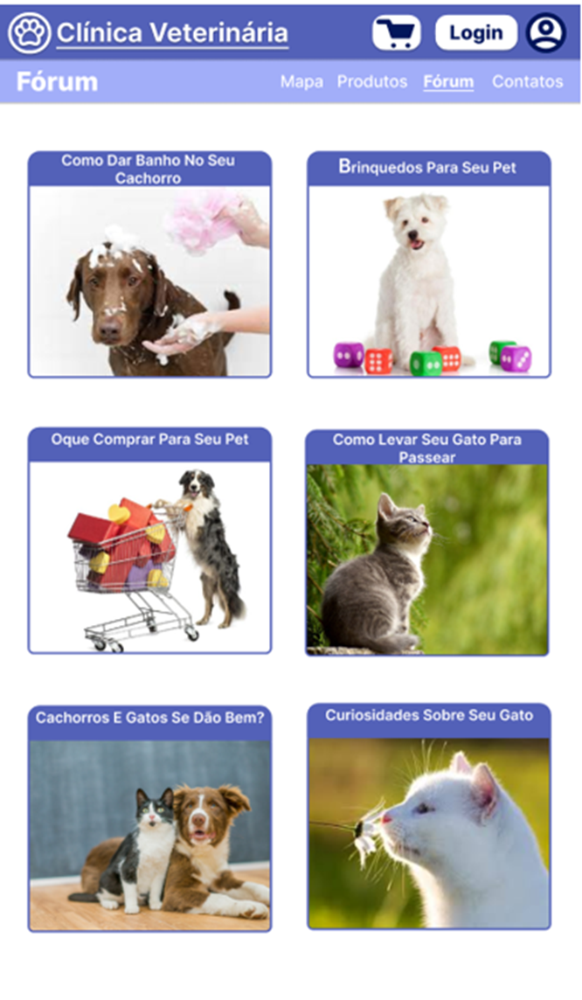 Clínica Veterinária
Login
Fórum
Mapa Produtos Fórum Contatos
Como Dar Banho No Seu
Cachorro
Brinquedos Para Seu Pet
Oque Comprar Para Seu Pet
Como Levar Seu Gato Para
Passear
Cachorros E Gatos Se Dão Bem?
Curiosidades Sobre Seu Gato